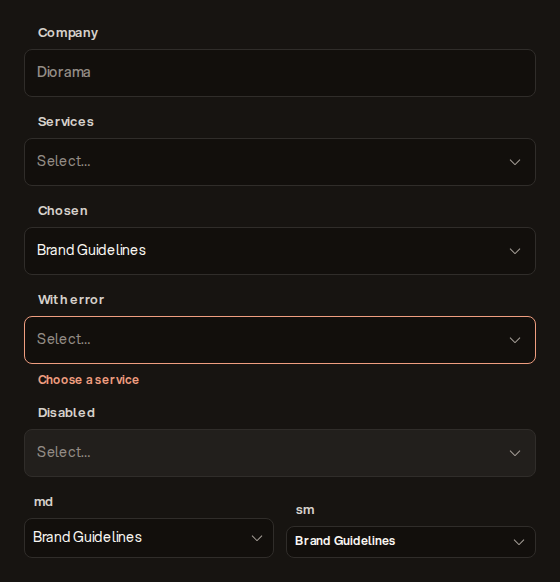 Company
Diorama
Services
Select...
Chosen
Brand Guidelines
With error
Select...
Choose a service
Disabled
Select...
md
sm
Brand Guidelines
Brand Guidelines